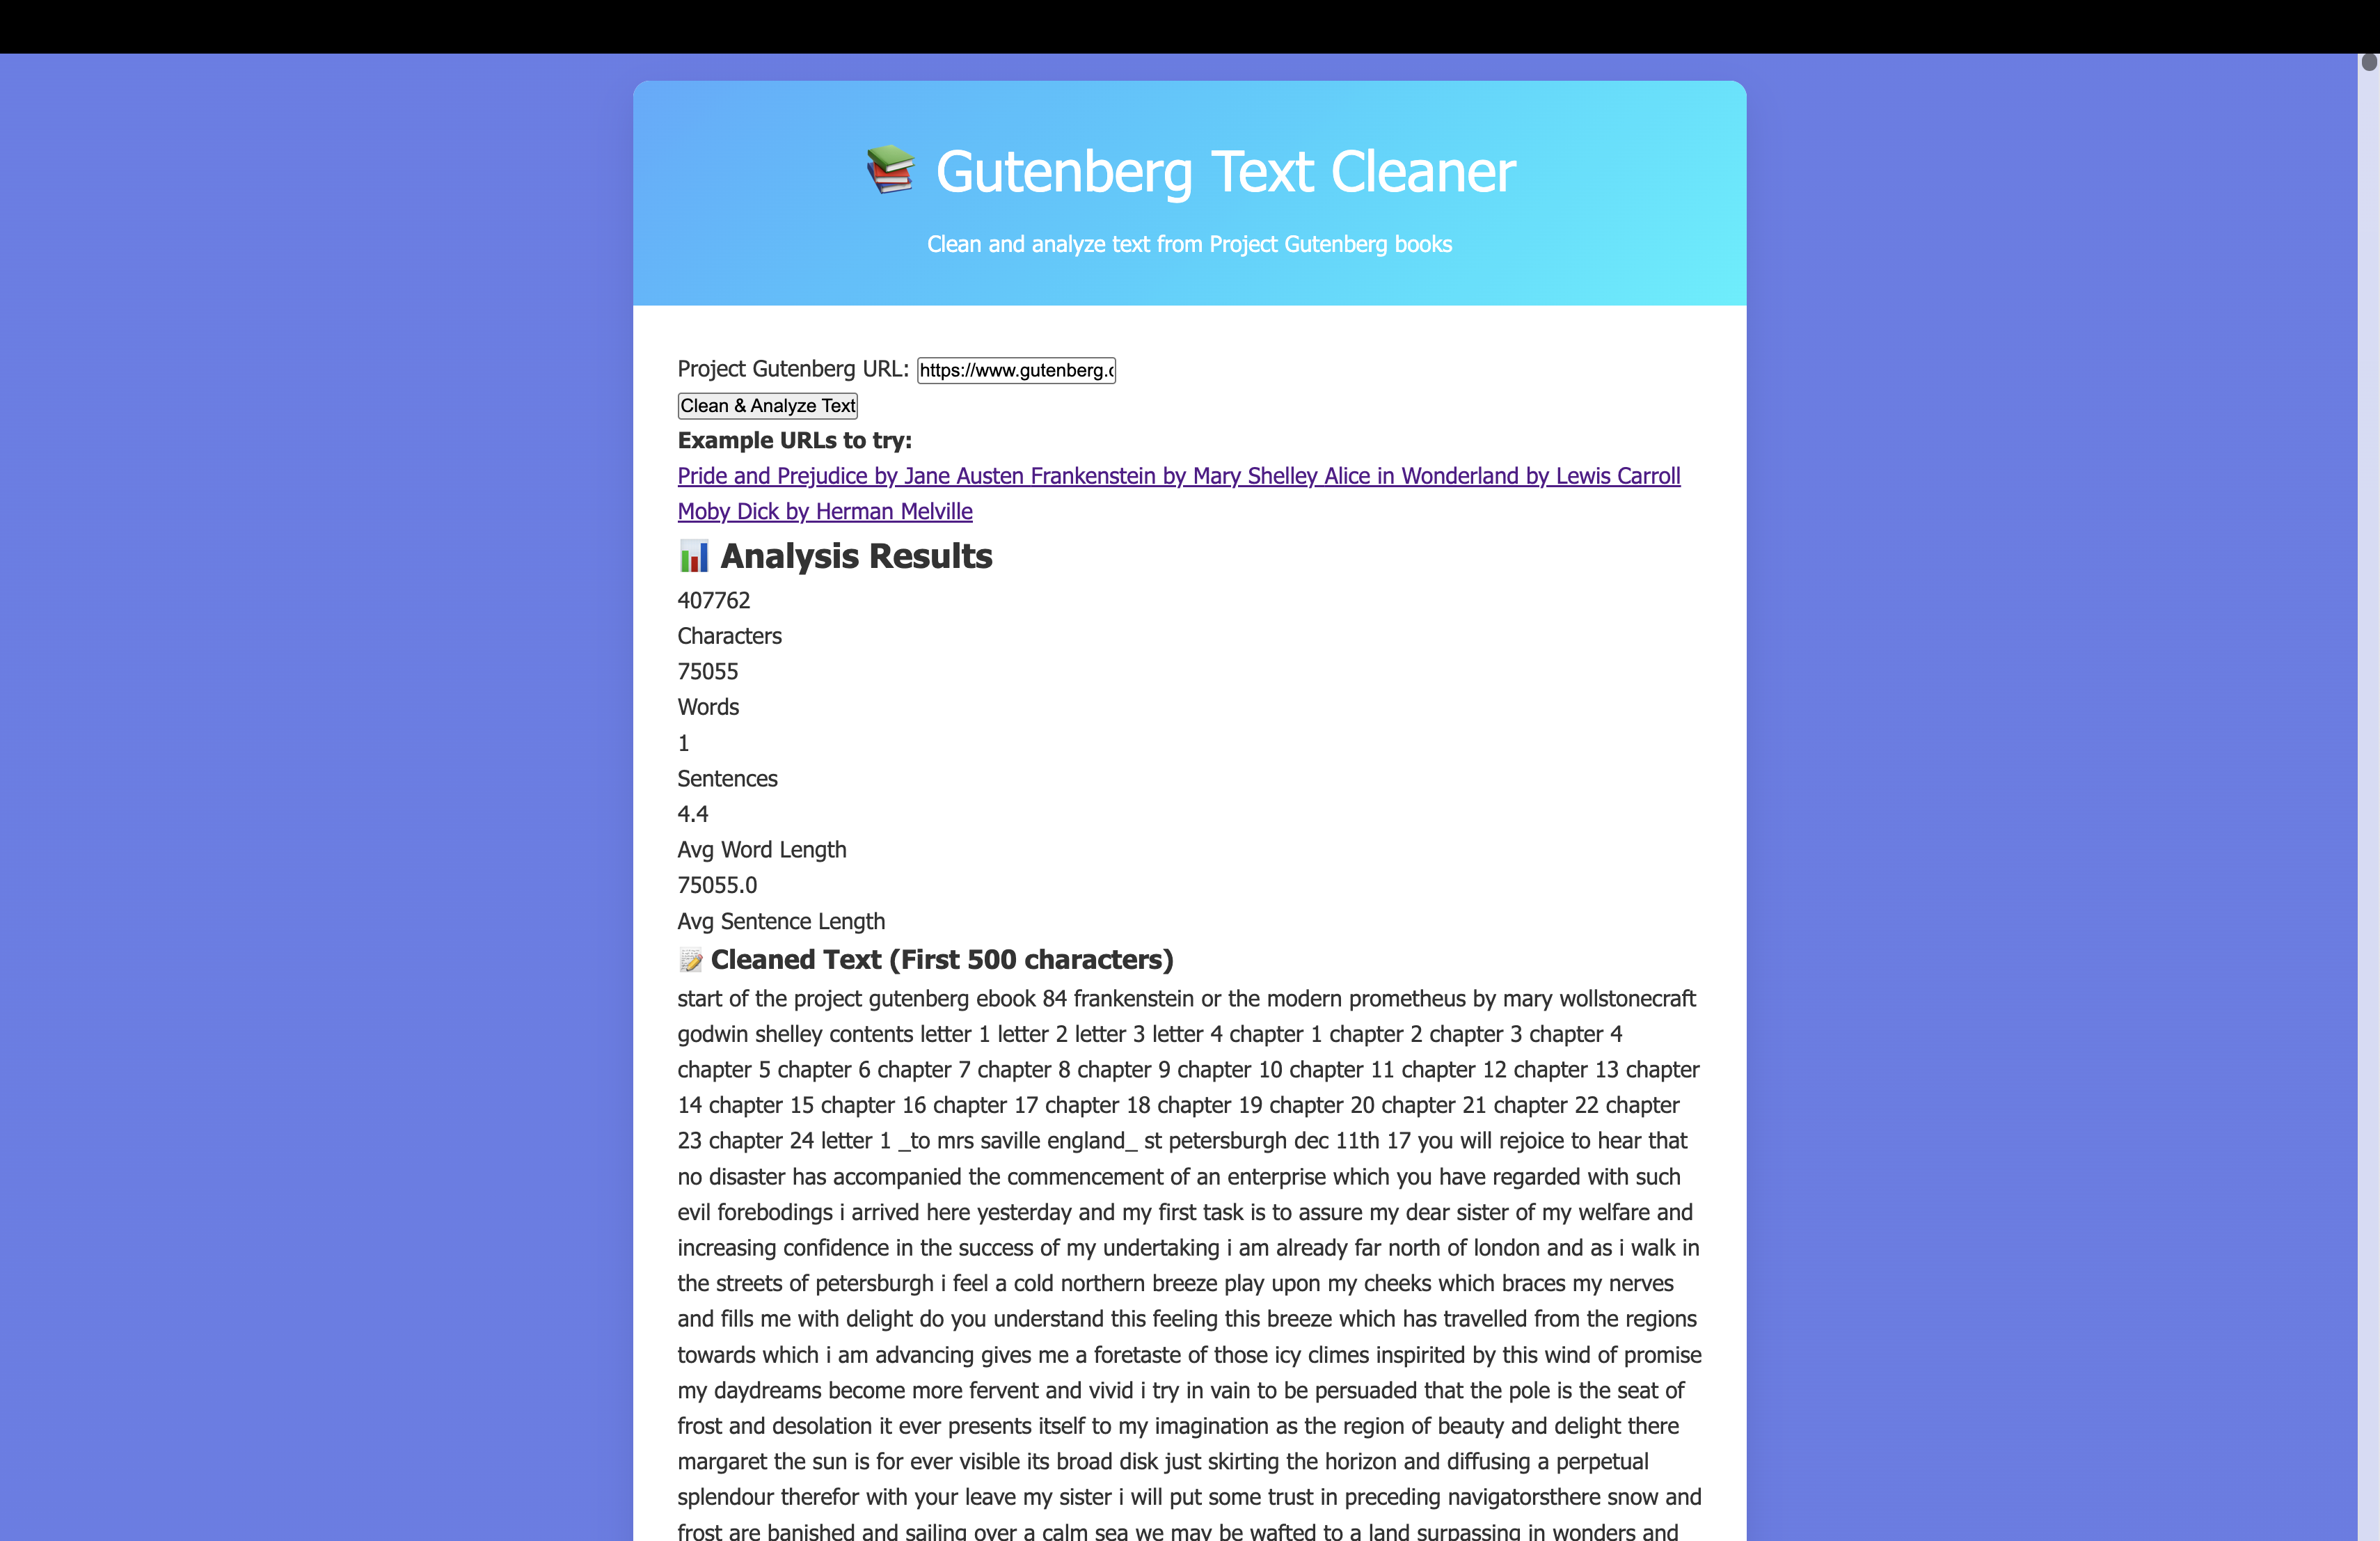 Gutenberg Text Cleaner
Clean and analyze text from Project Gutenberg books
Project Gutenberg URL: https://www.gutenberg.
Clean & Analyze Text
Example URLs to try:
Pride and Prejudice by Jane Austen Frankenstein by Mary Shelley Alice in Wonderland by Lewis Carroll
Moby Dick by Herman Melville
Analysis Results
407762
Characters
75055
Words
1
Sentences
4.4
Avg Word Length
75055.0
Avg Sentence Length
Cleaned Text (First 500 characters)
start of the project gutenberg ebook 84 frankenstein or the modern prometheus by mary wollstonecraft
godwin shelley contents letter 1 letter 2 letter 3 letter 4 chapter 1 chapter 2 chapter 3 chapter 4
chapter 5 chapter 6 chapter 7 chapter 8 chapter 9 chapter 10 chapter 11 chapter 12 chapter 13 chapter
14 chapter 15 chapter 16 chapter 17 chapter 18 chapter 19 chapter 20 chapter 21 chapter 22 chapter
23 chapter 24 letter 1 _to mrs saville england_ st petersburgh dec 11th 17 you will rejoice to hear that
no disaster has accompanied the commencement of an enterprise which you have regarded with such
evil forebodings i arrived here yesterday and my first task is to assure my dear sister of my welfare and
increasing confidence in the success of my undertaking i am already far north of london and as i walk in
the streets of petersburgh i feel a cold northern breeze play upon my cheeks which braces my nerves
and fills me with delight do you understand this feeling this breeze which has travelled from the regions
towards which i am advancing gives me a foretaste of those icy climes inspirited by this wind of promise
my daydreams become more fervent and vivid i try in vain to be persuaded that the pole is the seat of
frost and desolation it ever presents itself to my imagination as the region of beauty and delight there
margaret the sun is for ever visible its broad disk just skirting the horizon and diffusing a perpetual
splendour therefor with your leave my sister i will put some trust in preceding navigatorsthere snow and
frost are banished and sailing over a calm sea we may be wafted to a land surpassing in wonders and